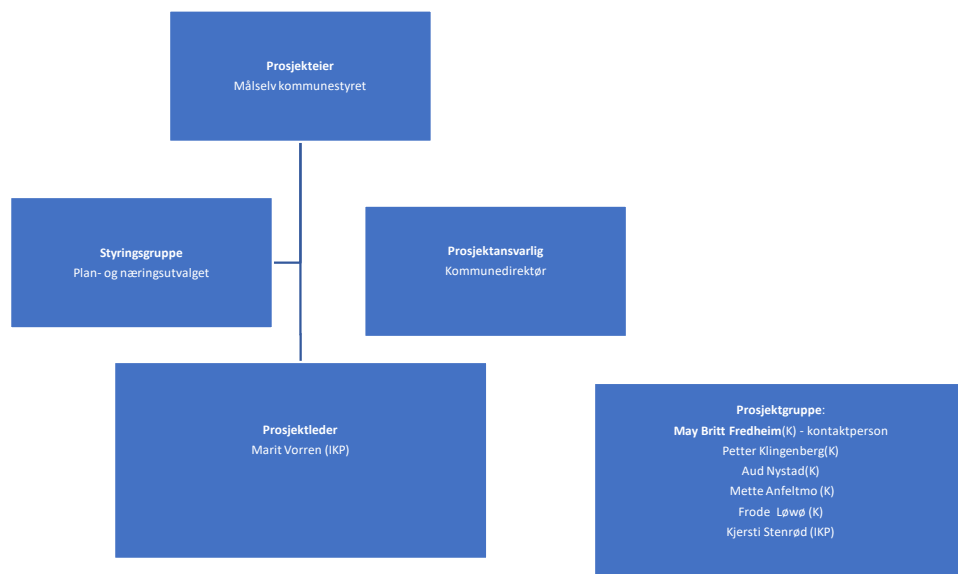 Prosjekteier
Målselv kommunestyret
Styringsgruppe
Plan- og næringsutvalget
Prosjektansvarlig
Kommunedirektør
Prosjektleder
Marit Vorren (IKP)
Prosjektgruppe:
May Britt Fredheim(K) - kontaktperson
Petter Klingenberg(K)
Aud Nystad(K)
Mette Anfeltmo (K)
Frode Løwø (K)
Kjersti Stenrød (IKP)